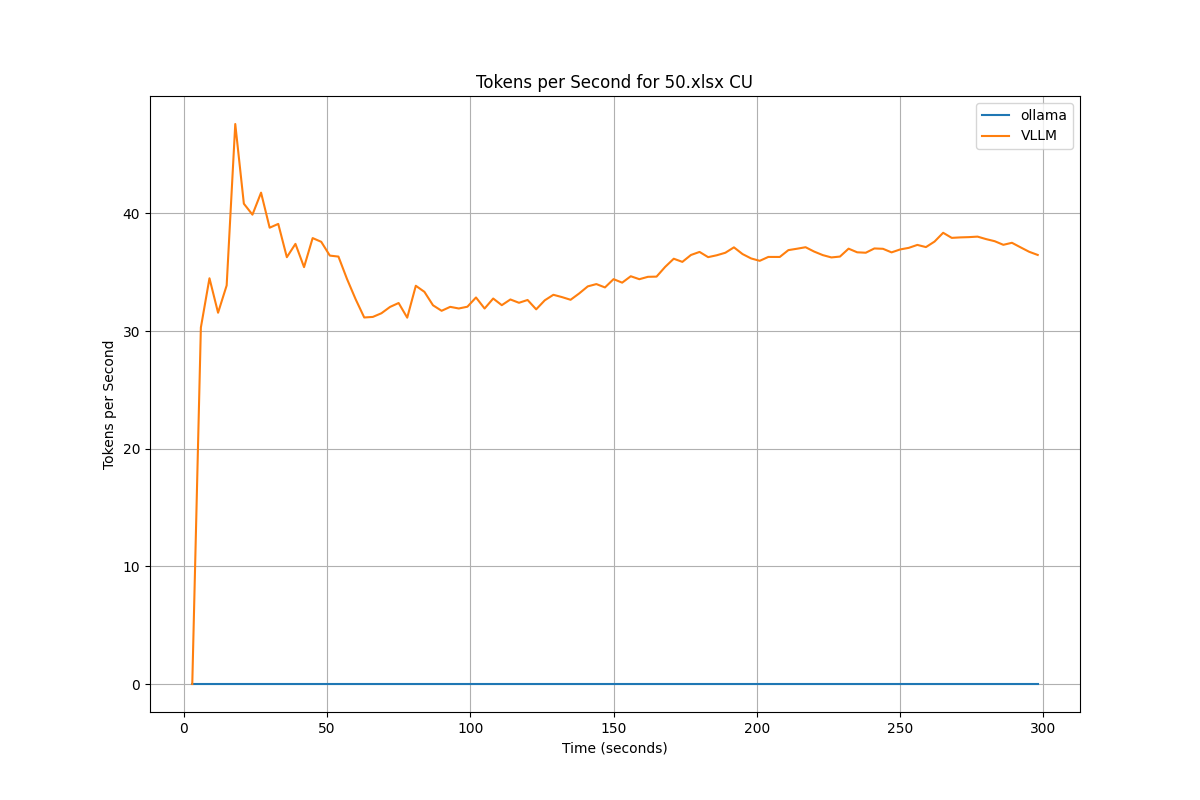 Tokens per Second for 50.xlsx CU
ollama
VLLM
Tokens per Second
40
30
20
10
0
0 50 100 150 200 250 300
Time (seconds)